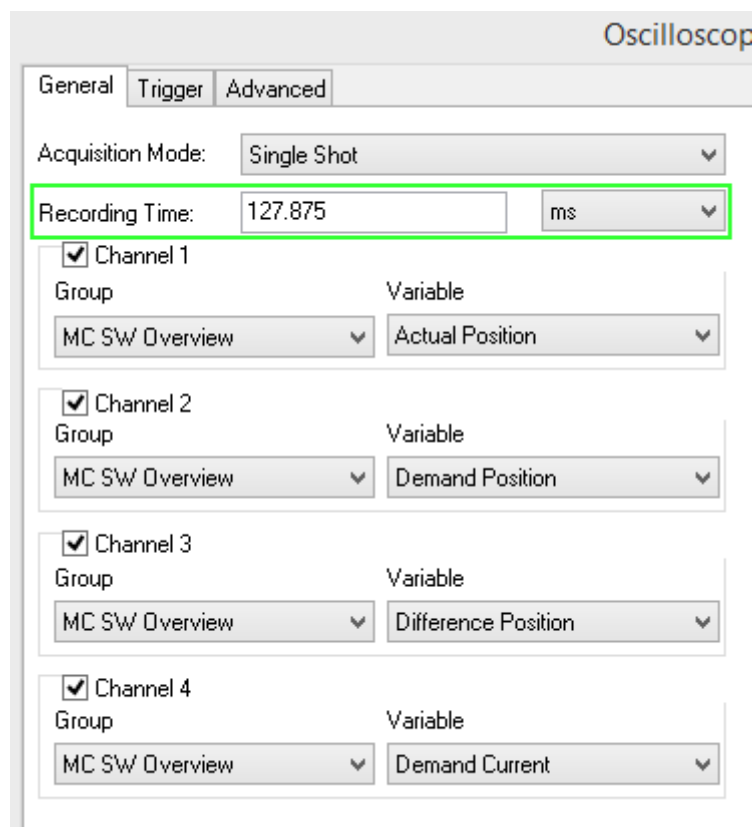 Oscilloscop
General Trigger Advanced
Acquisition Mode: Single Shot
Recording Time: 127.875 ms
Channel 1
Group Variable
MC SW Overview Actual Position
Channel 2
Group Variable
MC SW Overview Demand Position
Channel 3
Group Variable
MC SW Overview Difference Position
Channel 4
Group Variable
MC SW Overview Demand Current